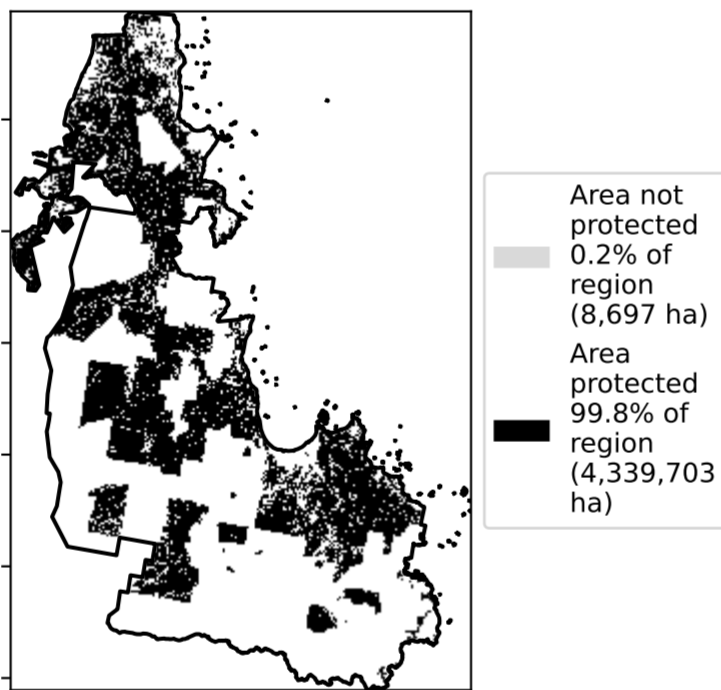 Area not
protected
0.2% of
region
(8,697 ha)
Area
protected
99.8% of
region
(4,339,703
ha)